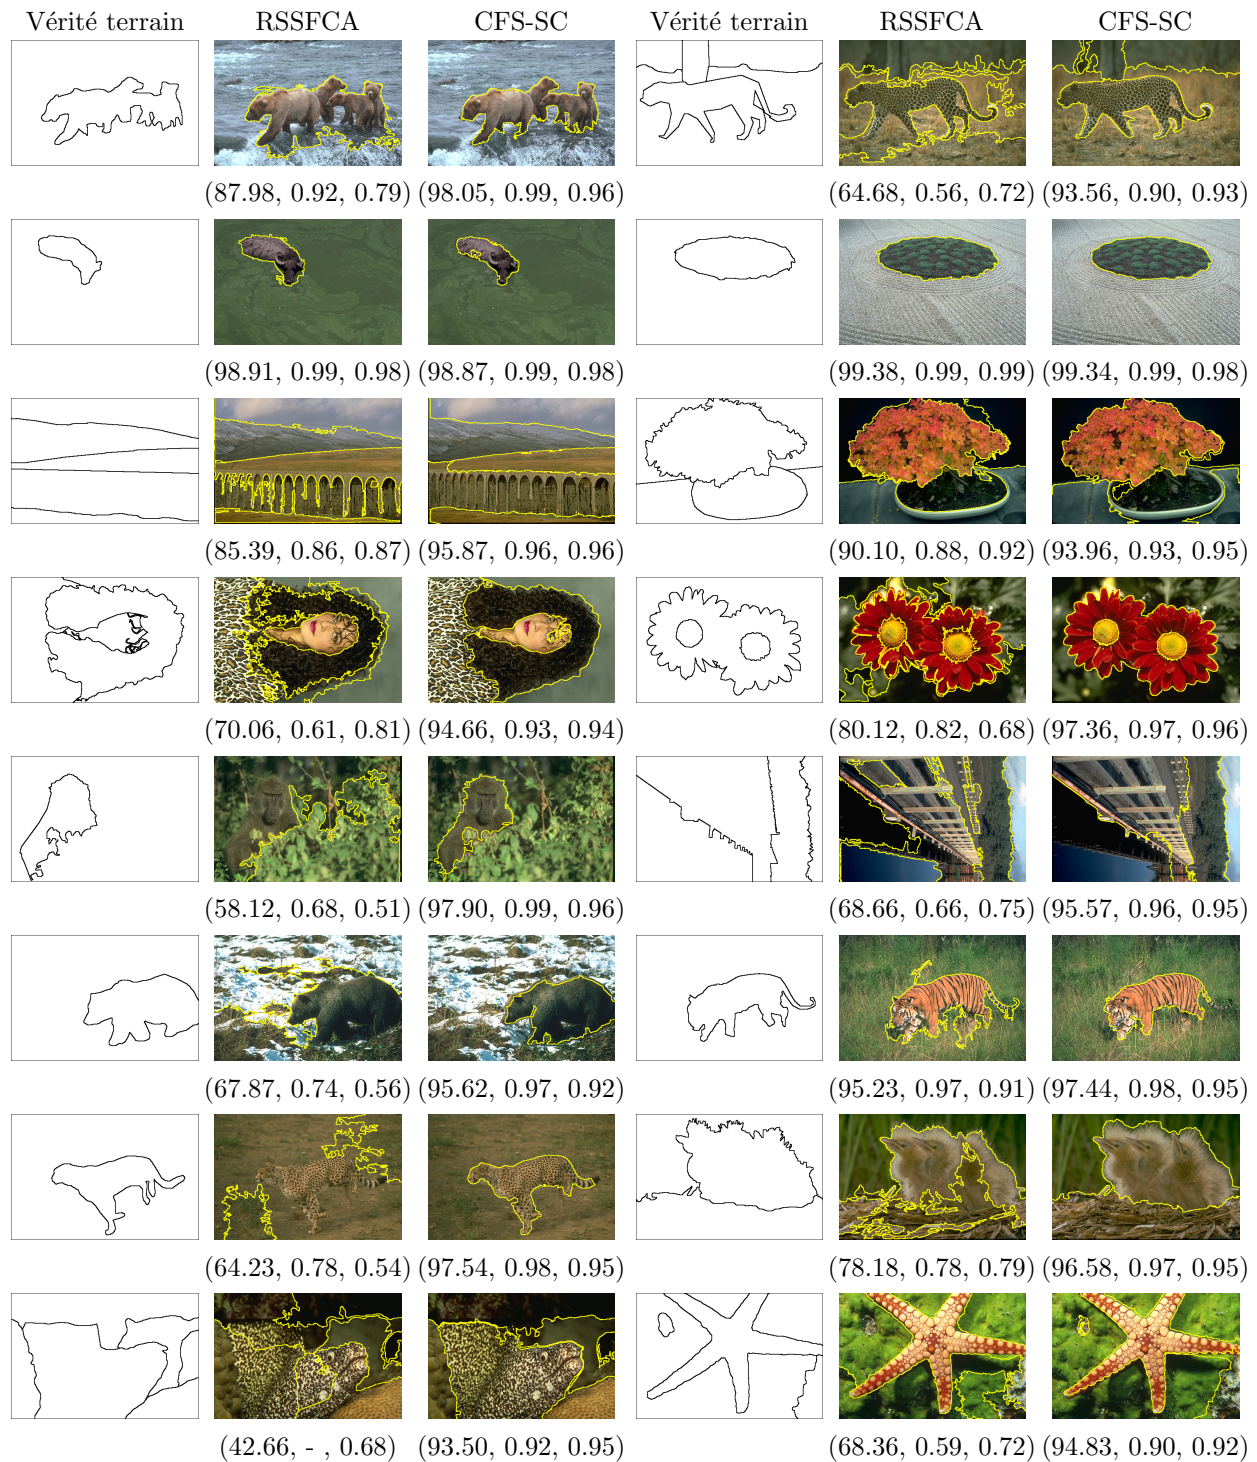 Vérité terrain RSSFCA CFS-SC Vérité terrain RSSFCA CFS-SC
(87.98, 0.92, 0.79) (98.05, 0.99, 0.96) (64.68, 0.56, 0.72) (93.56, 0.90, 0.93)
(98.91, 0.99, 0.98) (98.87, 0.99, 0.98) (99.38, 0.99, 0.99) (99.34, 0.99, 0.98)
(85.39, 0.86, 0.87) (95.87, 0.96, 0.96) (90.10, 0.88, 0.92) (93.96, 0.93, 0.95)
(70.06, 0.61, 0.81) (94.66, 0.93, 0.94) (80.12, 0.82, 0.68) (97.36, 0.97, 0.96)
(58.12, 0.68, 0.51) (97.90, 0.99, 0.96) (68.66, 0.66, 0.75) (95.57, 0.96, 0.95)
(67.87, 0.74, 0.56) (95.62, 0.97, 0.92) (95.23, 0.97, 0.91) (97.44, 0.98, 0.95)
(64.23, 0.78, 0.54) (97.54, 0.98, 0.95) (78.18, 0.78, 0.79) (96.58, 0.97, 0.95)
(42.66, - , 0.68) (93.50, 0.92, 0.95) (68.36, 0.59, 0.72) (94.83, 0.90, 0.92)